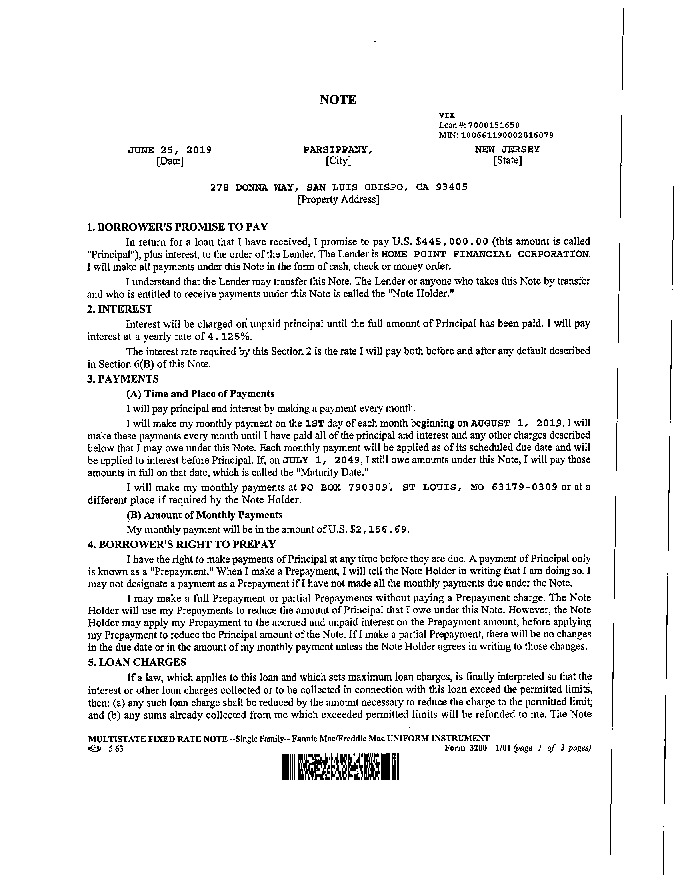 NOTE
VIX
Loan #: 7000151650
MIN: 100661190002816079
JUNE 25, 2019 PARSIPPANY, NEW JERSEY
[Date] [City] [State]
278 DONNA WAY, SAN LUIS OBISPO, CA 93405
[Property Address]
1. BORROWER'S PROMISE TO PAY
In return for a loan that I have received, I promise to pay U.S. $445,000.00 (this amount is called
"Principal"), plus interest, to the order of the Lender. The Lender is HOME POINT FINANCIAL CORPORATION.
I will make all payments under this Note in the form of cash, check or money order.
I understand that the Lender may transfer this Note. The Lender or anyone who takes this Note by transfer
and who is entitled to receive payments under this Note is called the "Note Holder."
2. INTEREST
Interest will be charged on unpaid principal until the full amount of Principal has been paid. I will pay
interest at a yearly rate of 4.125%.
The interest rate required by this Section 2 is the rate I will pay both before and after any default described
in Section 6(B) of this Note.
3. PAYMENTS
(A) Time and Place of Payments
I will pay principal and interest by making a payment every month.
I will make my monthly payment on the 1ST day of each month beginning on AUGUST 1, 2019. I will
make these payments every month until I have paid all of the principal and interest and any other charges described
below that I may owe under this Note. Each monthly payment will be applied as of its scheduled due date and will
be applied to interest before Principal. If, on JULY 1, 2049, I still owe amounts under this Note, I will pay those
amounts in full on that date, which is called the "Maturity Date."
I will make my monthly payments at PO BOX 790309, ST LOUIS, MO 63179-0309 or at a
different place if required by the Note Holder.
(B) Amount of Monthly Payments
My monthly payment will be in the amount of U.S. $2,156.69.
4. BORROWER'S RIGHT TO PREPAY
I have the right to make payments of Principal at any time before they are due. A payment of Principal only
is known as a "Prepayment." When I make a Prepayment, I will tell the Note Holder in writing that I am doing so. I
may not designate a payment as a Prepayment if I have not made all the monthly payments due under the Note.
I may make a full Prepayment or partial Prepayments without paying a Prepayment charge. The Note
Holder will use my Prepayments to reduce the amount of Principal that I owe under this Note. However, the Note
Holder may apply my Prepayment to the accrued and unpaid interest on the Prepayment amount, before applying
my Prepayment to reduce the Principal amount of the Note. If I make a partial Prepayment, there will be no changes
in the due date or in the amount of my monthly payment unless the Note Holder agrees in writing to those changes.
5. LOAN CHARGES
If a law, which applies to this loan and which sets maximum loan charges, is finally interpreted so that the
interest or other loan charges collected or to be collected in connection with this loan exceed the permitted limits,
then: (a) any such loan charge shall be reduced by the amount necessary to reduce the charge to the permitted limit;
and (b) any sums already collected from me which exceeded permitted limits will be refunded to me. The Note
MULTISTATE FIXED RATE NOTE --Single Family-- Fannie Mae/Freddie Mac UNIFORM INSTRUMENT
Form 3200 1/01 (page 1 of 3 pages)